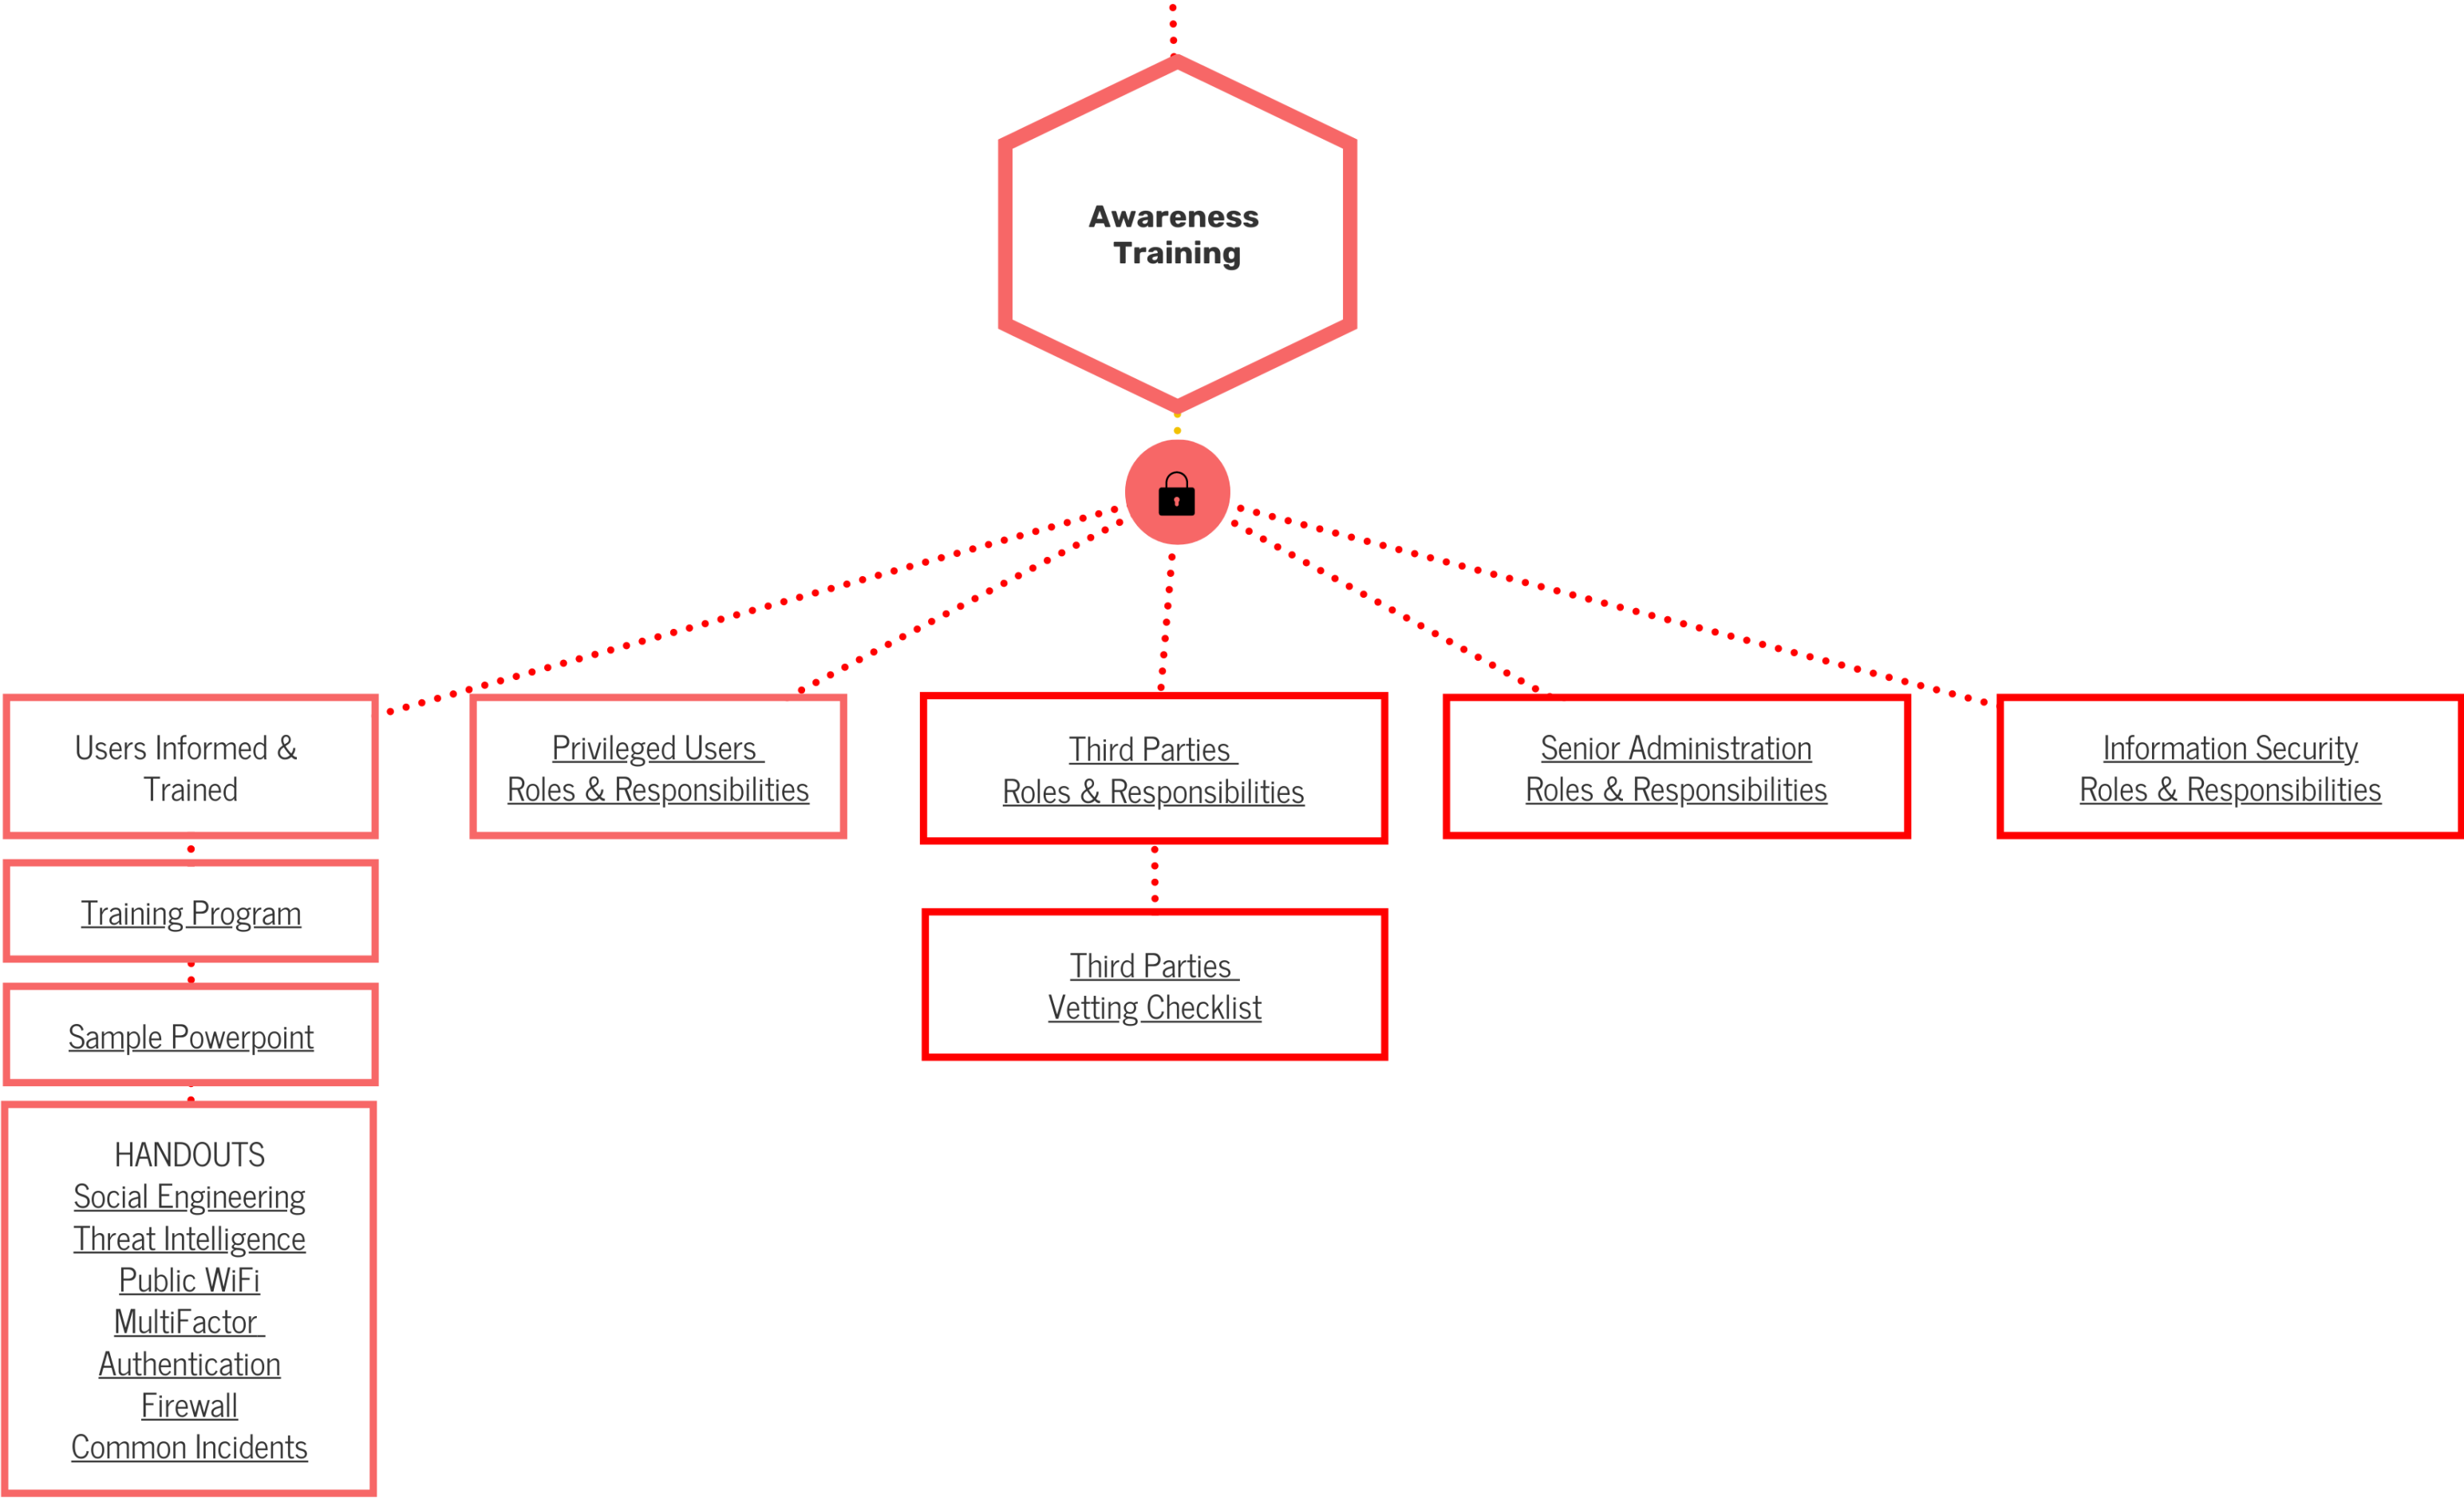 Awareness
Training
Users Informed &
Trained
Privileged Users
Roles & Responsibilities
Third Parties
Roles & Responsibilities
Senior Administration
Roles & Responsibilities
Information Security
Roles & Responsibilities
Training Program
Sample Powerpoint
HANDOUTS
Social Engineering
Threat Intelligence
Public WiFi
MultiFactor
Authentication
Firewall
Common Incidents
Third Parties
Vetting Checklist